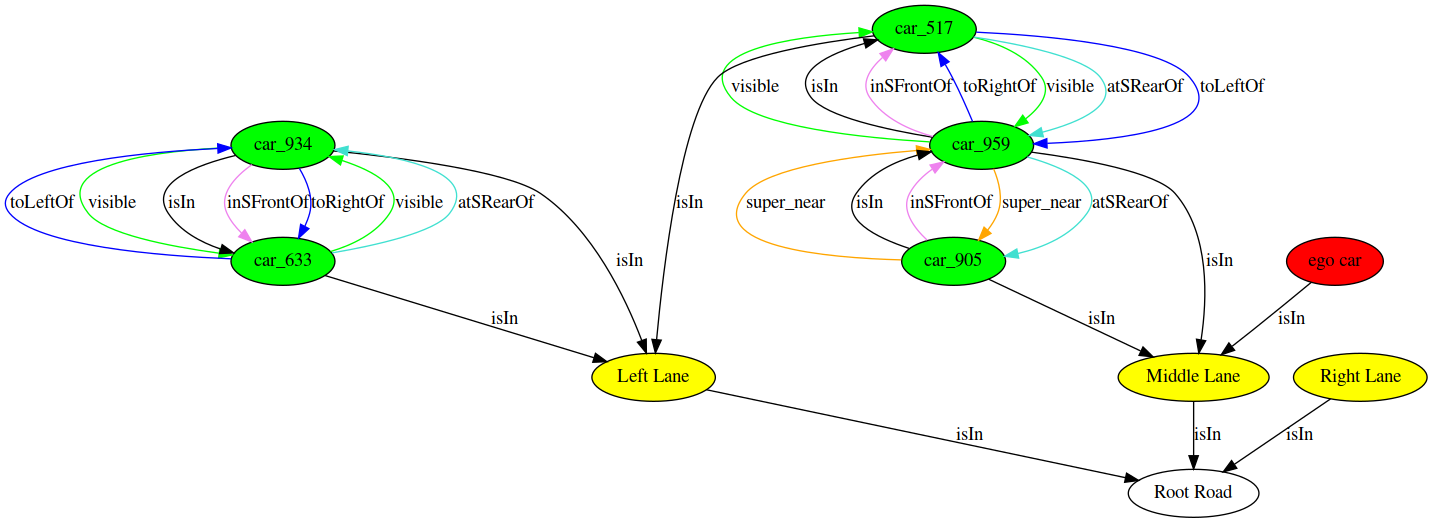 car_517
visible
isIn
inSFrontOf
toRightOf
visible
atSRearOf
toLeftOf
car_934
car_959
toLeftOf
visible
isIn
inSFrontOf
toRightOf
visible
atSRearOf
isIn
super_near
isIn
inSFrontOf
super_near
atSRearOf
car_633
isIn
car_905
isIn
ego car
isIn
isIn
isIn
Left Lane
Middle Lane
Right Lane
isIn
isIn
isIn
Root Road